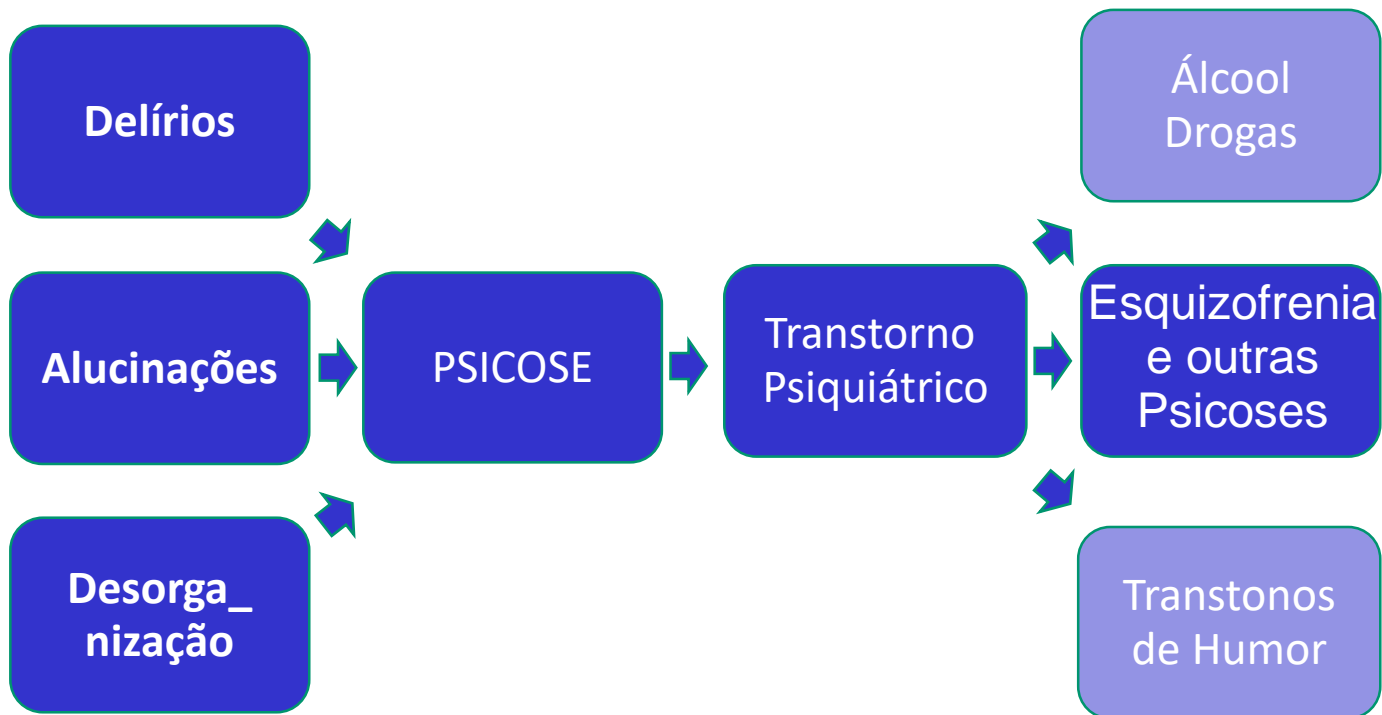 Delírios
Alucinações
Desorga_
nização
PSICOSE
Transtorno
Psiquiátrico
Álcool
Drogas
Esquizofrenia
e outras
Psicoses
Transtonos
de Humor